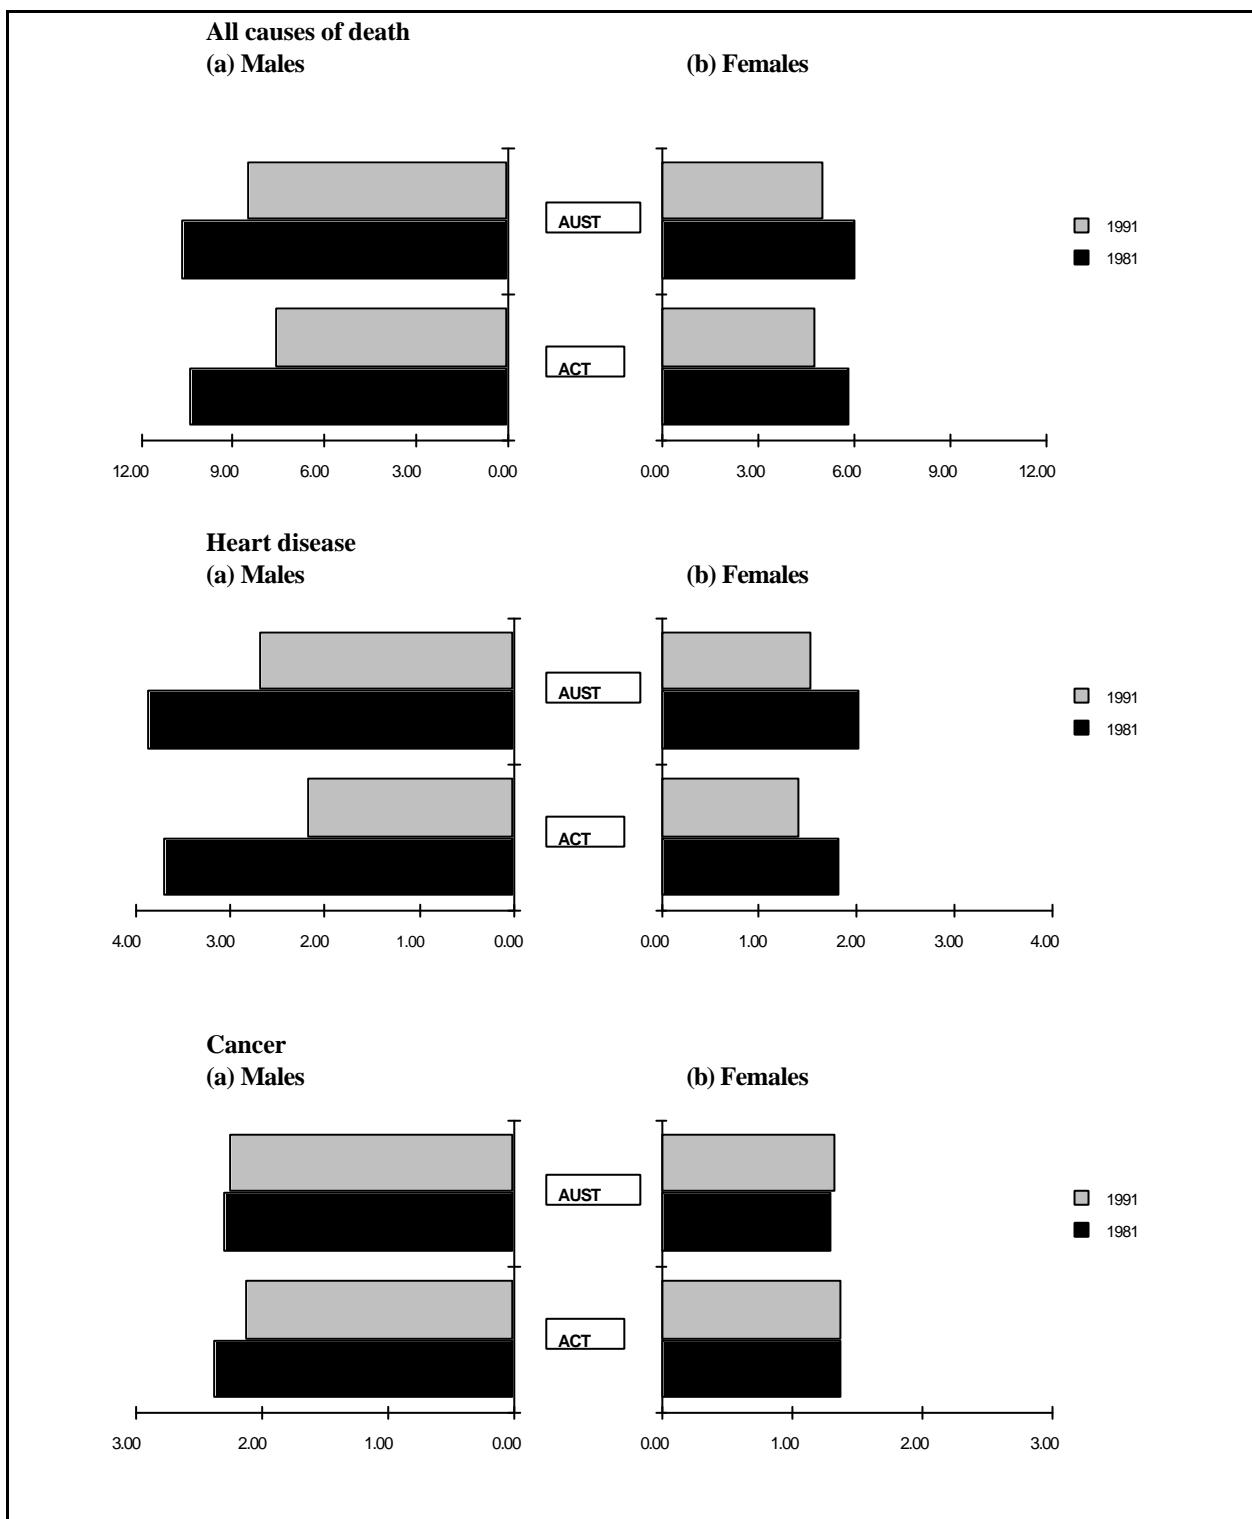 All causes of death
(a) Males (b) Females
AUST
1991
1981
ACT
12.00 9.00 6.00 3.00 0.00 0.00 3.00 6.00 9.00 12.00
Heart disease
(a) Males (b) Females
AUST
1991
1981
ACT
4.00 3.00 2.00 1.00 0.00 0.00 1.00 2.00 3.00 4.00
Cancer
(a) Males (b) Females
AUST
1991
1981
ACT
3.00 2.00 1.00 0.00 0.00 1.00 2.00 3.00